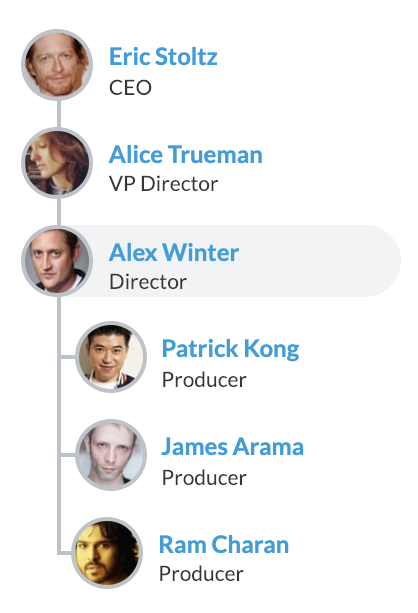 Eric Stoltz
CEO
Alice Trueman
VP Director
Alex Winter
Director
Patrick Kong
Producer
James Arama
Producer
Ram Charan
Producer